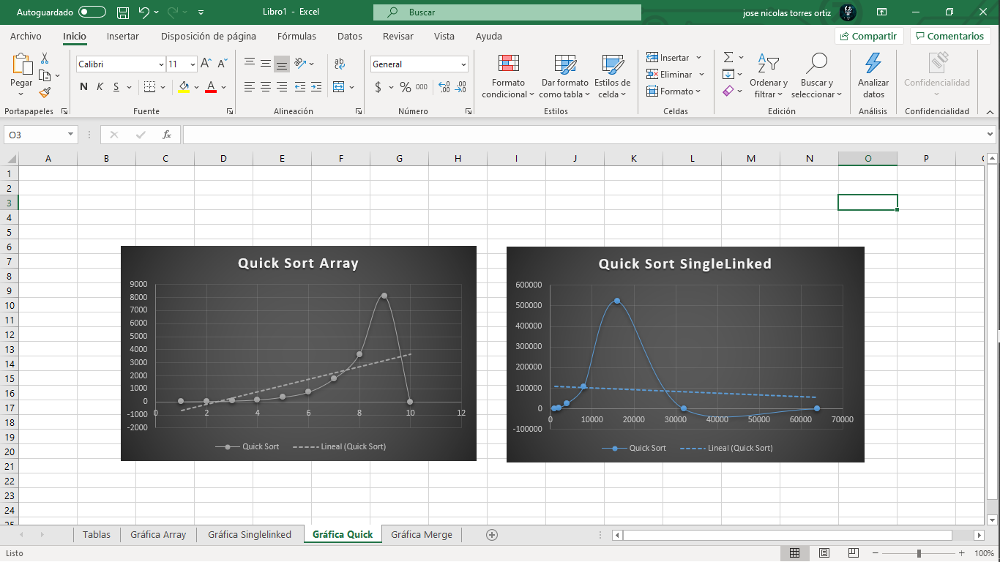 Autoguardado
Libro1 - Excel
Buscar
jose nicolas torres ortiz
Archivo Inicio Insertar Disposición de página Fórmulas Datos Revisar Vista Ayuda Compartir Comentarios
Pegar
Portapapeles
Calibri 11
N K S A
Fuente
ab
Alineación
General
$ % 000
Número
Formato condicional
Dar formato como tabla
Estilos de celda
Estilos
Insertar
Eliminar
Formato
Celdas
Ordenar y filtrar
Buscar y seleccionar
Edición
Analizar datos
Análisis
Confidencialidad
Confidencialidad
O3 fx
A B C D E F G H I J K L M N O P
1
2
3
4
5
6
7
8
9
10
11
12
13
14
15
16
17
18
19
20
21
22
23
24
25
Quick Sort Array
9000
8000
7000
6000
5000
4000
3000
2000
1000
0
-1000
-2000
0 2 4 6 8 10 12
Quick Sort Lineal (Quick Sort)
Quick Sort SingleLinked
600000
500000
400000
300000
200000
100000
0
-100000
0 10000 20000 30000 40000 50000 60000 70000
Quick Sort Lineal (Quick Sort)
Tablas Gráfica Array Gráfica Singlelinked Gráfica Quick Gráfica Merge
Listo
100%